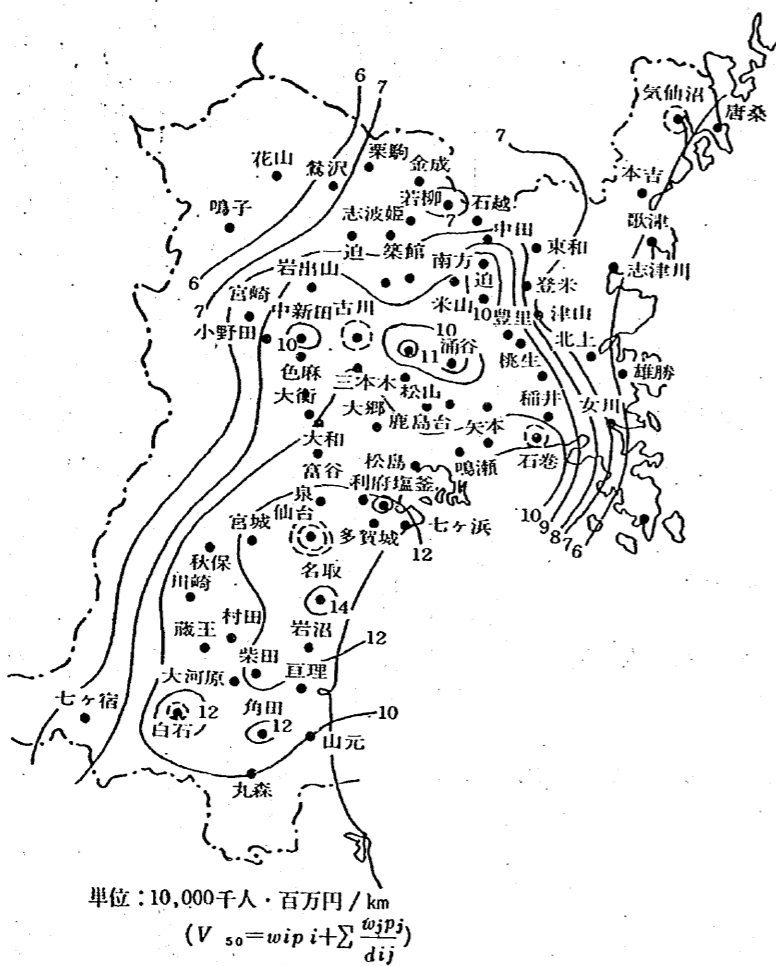 6
7
気仙沼
唐桑
花山
鶯沢
栗駒
金成
7
本吉
若柳
石越
鳴子
志波姫
7
中田
歌津
一迫
築館
南方
東和
岩出山
迫
志津川
6
登米
7
宮崎
中新田
古川
米山
10
豊里
津山
小野田
10
10
11
涌谷
北上
桃生
色麻
三本木
雄勝
大衡
松山
稲井
女川
大郷
鹿島台
矢本
大和
石巻
富谷
松島
鳴瀬
泉
利府
塩釜
仙台
10
9
8
7
6
宮城
多賀城
七ヶ浜
12
秋保
名取
川崎
14
村田
岩沼
12
蔵王
柴田
大河原
亘理
七ヶ宿
12
角田
10
白石
12
山元
丸森
単位:10,000千人・百万円/km
(V 50=wip i+∑ wjpj/dij)